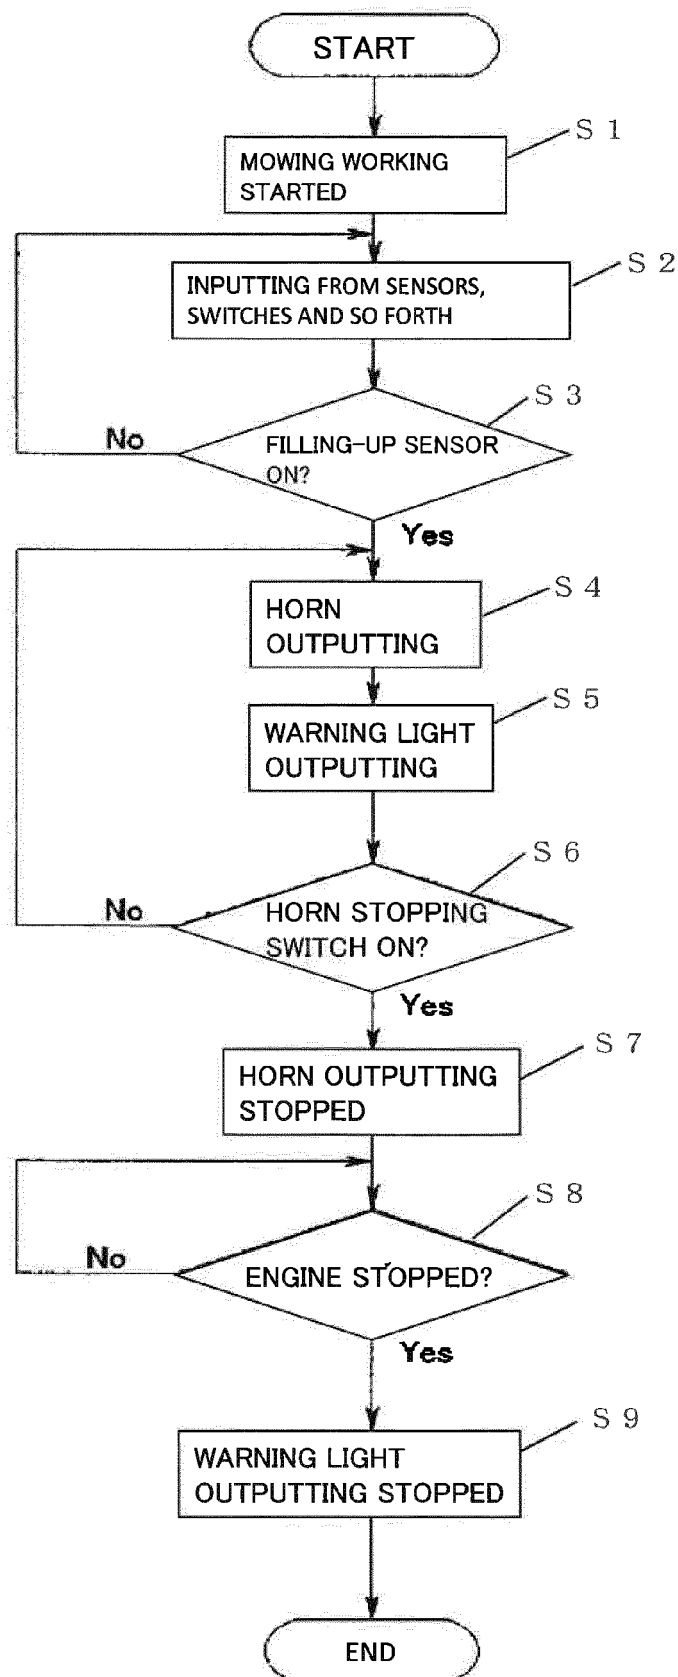 START
S 1
MOWING WORKING
STARTED
S 2
INPUTTING FROM SENSORS,
SWITCHES AND SO FORTH
S 3
No
FILLING-UP SENSOR
ON?
Yes
S 4
HORN
OUTPUTTING
S 5
WARNING LIGHT
OUTPUTTING
S 6
No
HORN STOPPING
SWITCH ON?
Yes
S 7
HORN OUTPUTTING
STOPPED
S 8
No
ENGINE STOPPED?
Yes
S 9
WARNING LIGHT
OUTPUTTING STOPPED
END